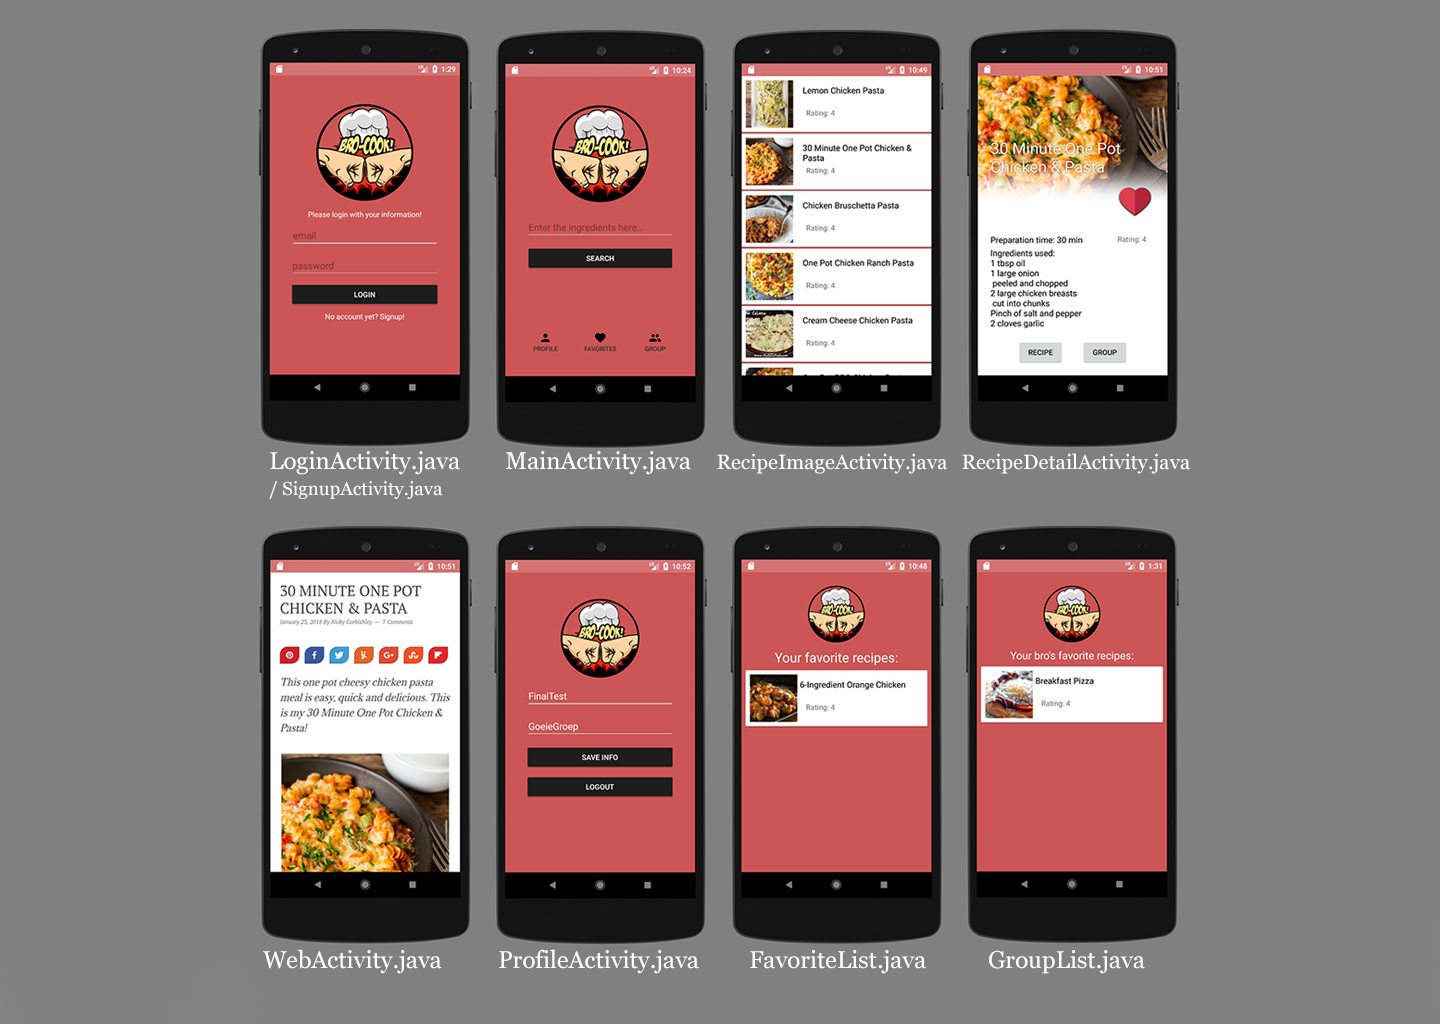 1:29
BRO-COOK!
Please login with your information!
email
password
LOGIN
No account yet? Signup!
LoginActivity.java
/ SignupActivity.java
10:24
BRO-COOK!
Enter the ingredients here..
SEARCH
PROFILE
FAVORITES
GROUP
MainActivity.java
10:49
Lemon Chicken Pasta
Rating: 4
30 Minute One Pot Chicken &
Pasta
Rating: 4
Chicken Bruschetta Pasta
Rating: 4
One Pot Chicken Ranch Pasta
Rating: 4
Cream Cheese Chicken Pasta
Rating: 4
RecipeImageActivity.java
10:51
30 Minute One Pot
Chicken & Pasta
Preparation time: 30 min
Rating: 4
Ingredients used:
1 tbsp oil
1 large onion
peeled and chopped
2 large chicken breasts
cut into chunks
Pinch of salt and pepper
2 cloves garlic
RECIPE
GROUP
RecipeDetailActivity.java
10:51
30 MINUTE ONE POT
CHICKEN & PASTA
January 23, 2018 By Nicky Corbishley — 7 Comments
This one pot cheesy chicken pasta
meal is easy, quick and delicious. This
is my 30 Minute One Pot Chicken &
Pasta!
WebActivity.java
10:52
BRO-COOK!
FinalTest
GoeieGroep
SAVE INFO
LOGOUT
ProfileActivity.java
10:48
BRO-COOK!
Your favorite recipes:
6-Ingredient Orange Chicken
Rating: 4
FavoriteList.java
1:31
BRO-COOK!
Your bro's favorite recipes:
Breakfast Pizza
Rating: 4
GroupList.java